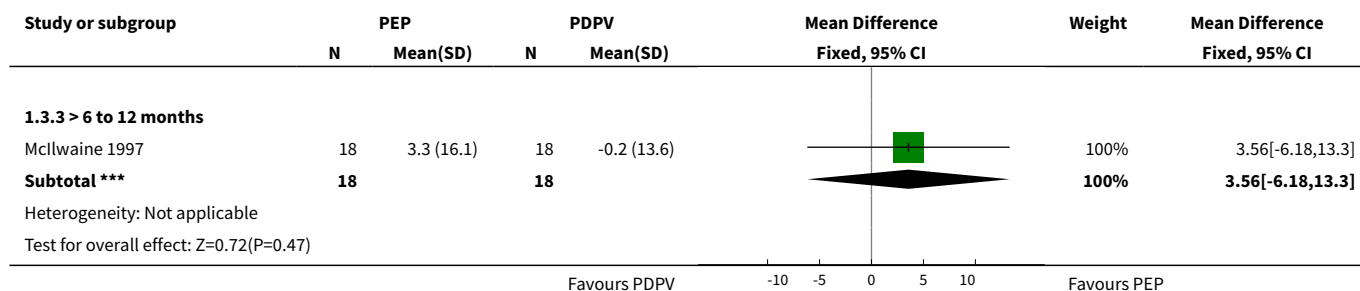 Study or subgroup PEP PDPV Mean Difference Weight Mean Difference
N Mean(SD) N Mean(SD) Fixed, 95% CI Fixed, 95% CI
1.3.3 > 6 to 12 months
McIlwaine 1997 18 3.3 (16.1) 18 -0.2 (13.6) 100% 3.56[-6.18,13.3]
Subtotal *** 18 18 100% 3.56[-6.18,13.3]
Heterogeneity: Not applicable
Test for overall effect: Z=0.72(P=0.47)
Favours PDPV -10 -5 0 5 10 Favours PEP